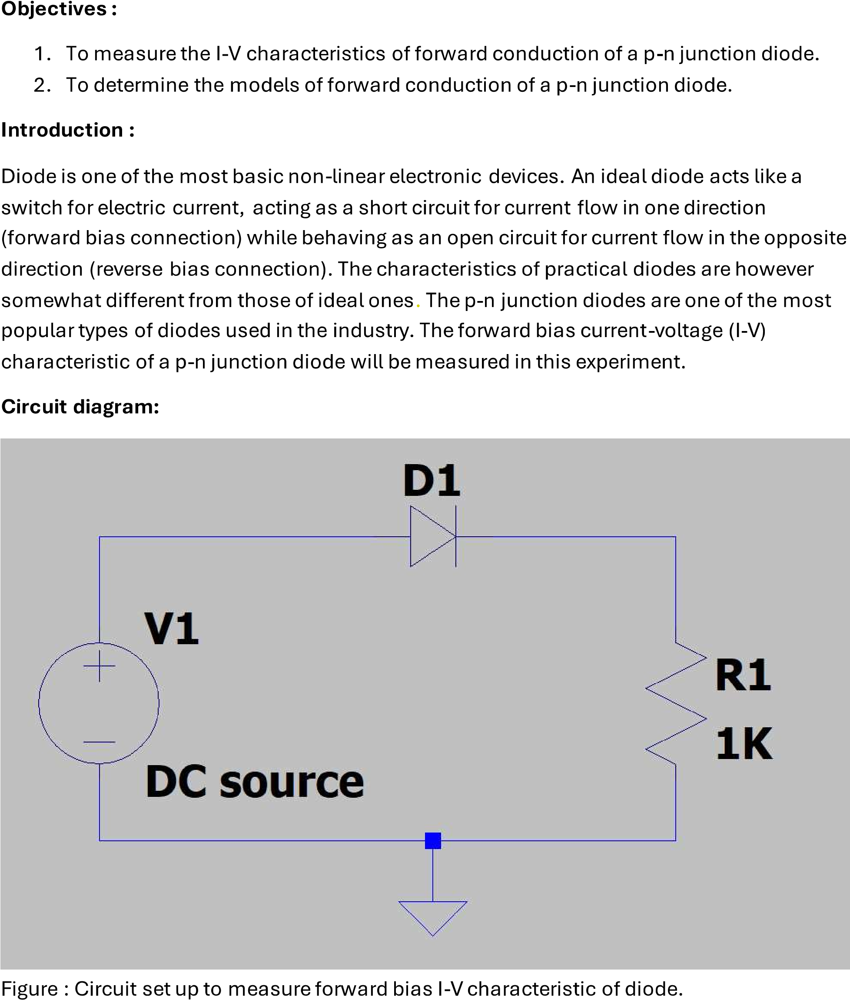 Objectives :
1. To measure the I-V characteristics of forward conduction of a p-n junction diode.
2. To determine the models of forward conduction of a p-n junction diode.
Introduction :
Diode is one of the most basic non-linear electronic devices. An ideal diode acts like a
switch for electric current, acting as a short circuit for current flow in one direction
(forward bias connection) while behaving as an open circuit for current flow in the opposite
direction (reverse bias connection). The characteristics of practical diodes are however
somewhat different from those of ideal ones. The p-n junction diodes are one of the most
popular types of diodes used in the industry. The forward bias current-voltage (I-V)
characteristic of a p-n junction diode will be measured in this experiment.
Circuit diagram:
D1
V1
R1
1K
DC source
Figure : Circuit set up to measure forward bias I-V characteristic of diode.